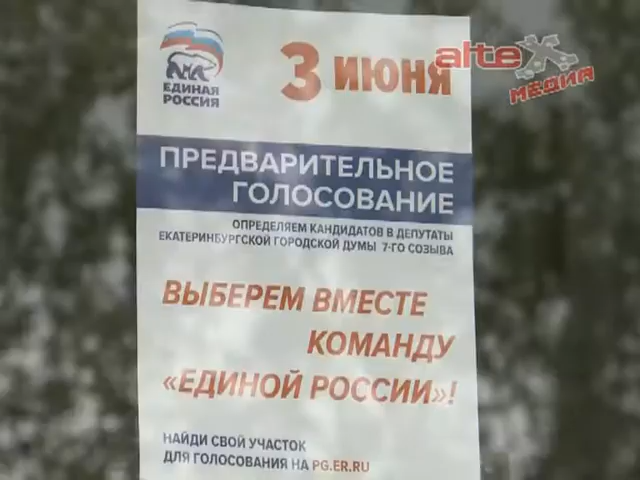 ЕДИНАЯ
РОССИЯ
3 ИЮНЯ
alteX
МЕДИА
ПРЕДВАРИТЕЛЬНОЕ
ГОЛОСОВАНИЕ
ОПРЕДЕЛЯЕМ КАНДИДАТОВ В ДЕПУТАТЫ
ЕКАТЕРИНБУРГСКОЙ ГОРОДСКОЙ ДУМЫ 7-ГО СОЗЫВА
ВЫБЕРЕМ ВМЕСТЕ
КОМАНДУ
«ЕДИНОЙ РОССИИ»!
НАЙДИ СВОЙ УЧАСТОК
ДЛЯ ГОЛОСОВАНИЯ НА PG.ER.RU